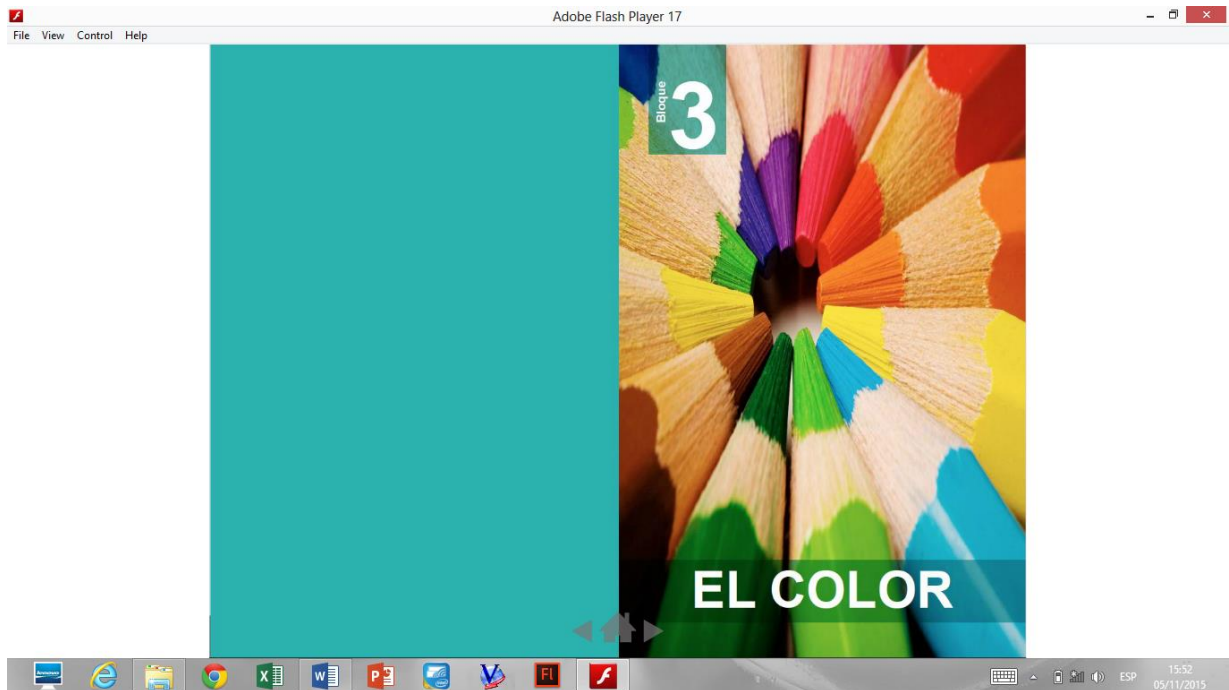 Adobe Flash Player 17
File View Control Help
Bloque
3
EL COLOR
ESP
15:52
05/11/2015